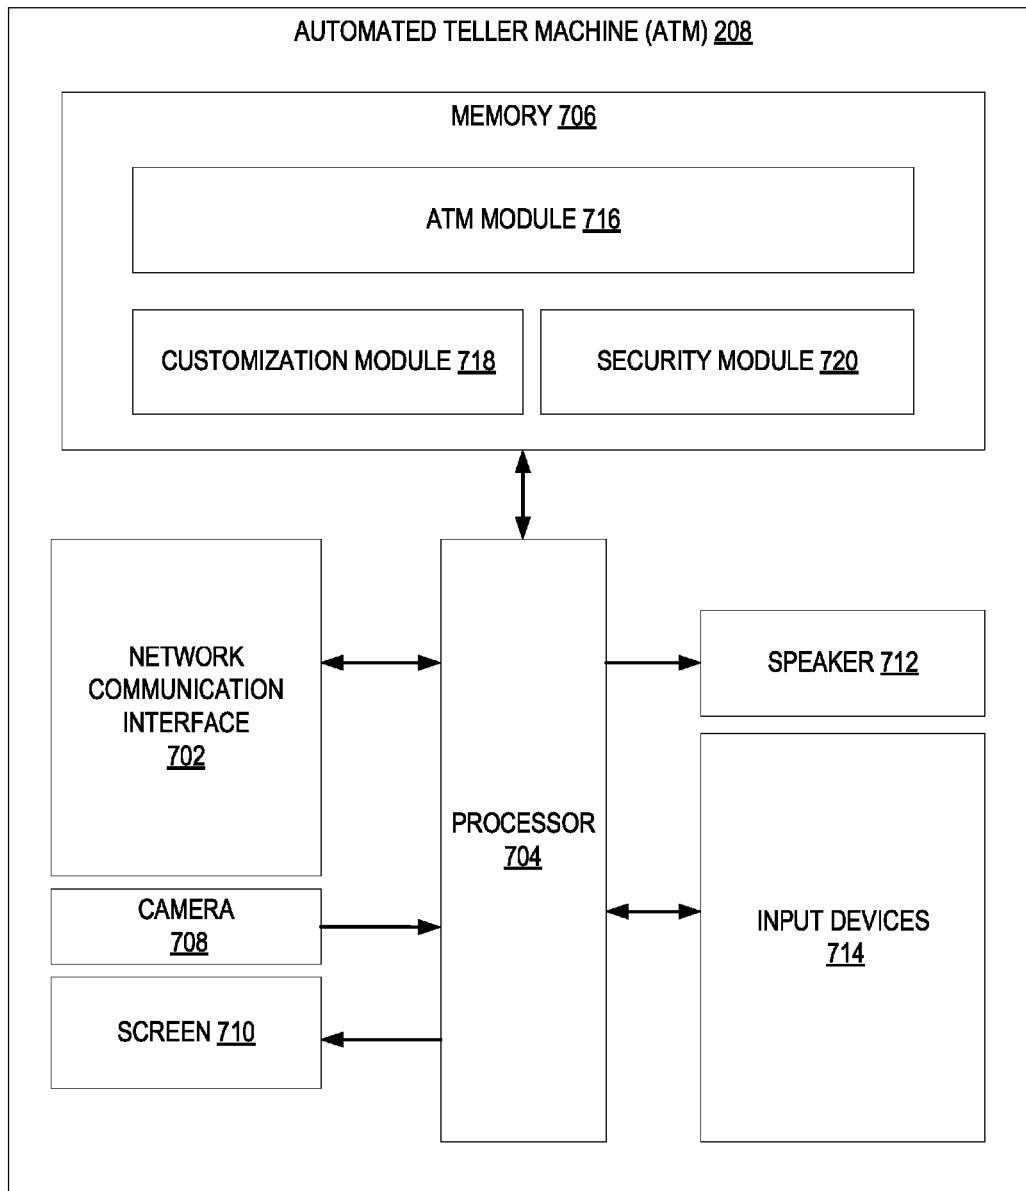 AUTOMATED TELLER MACHINE (ATM) 208
MEMORY 706
ATM MODULE 716
CUSTOMIZATION MODULE 718
SECURITY MODULE 720
NETWORK
COMMUNICATION
INTERFACE
702
PROCESSOR
704
SPEAKER 712
CAMERA
708
INPUT DEVICES
714
SCREEN 710